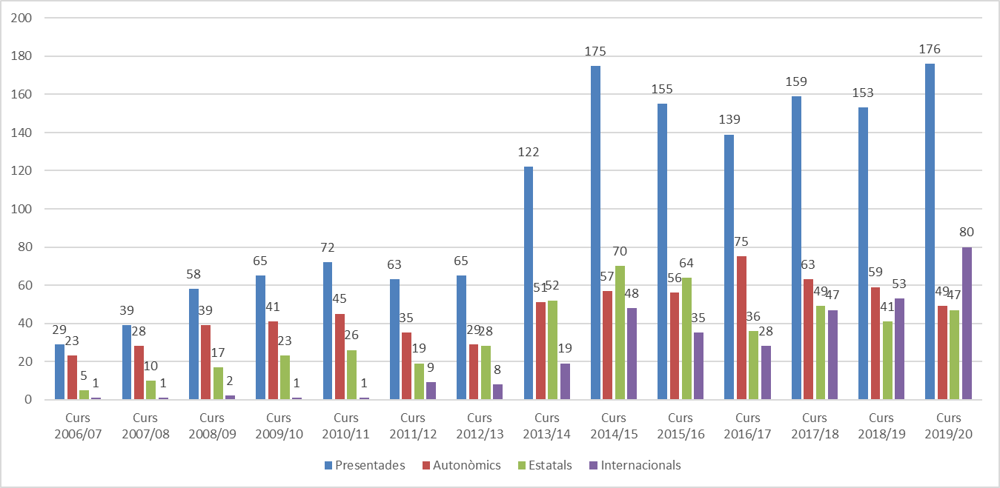 200
180
160
140
120
100
80
60
40
20
0
29 23 5 1
39 28 10 1
58 39 17 2
65 41 23 1
72 45 26 1
63 35 19 9
65 29 28 8
122 51 52 19
175 57 70 48
155 56 64 35
139 75 36 28
159 63 49 47
153 59 41 53
176 49 47 80
Curs Curs Curs Curs Curs Curs Curs Curs Curs Curs Curs Curs Curs Curs
2006/07 2007/08 2008/09 2009/10 2010/11 2011/12 2012/13 2013/14 2014/15 2015/16 2016/17 2017/18 2018/19 2019/20
Presentades Autonòmics Estatals Internacionals